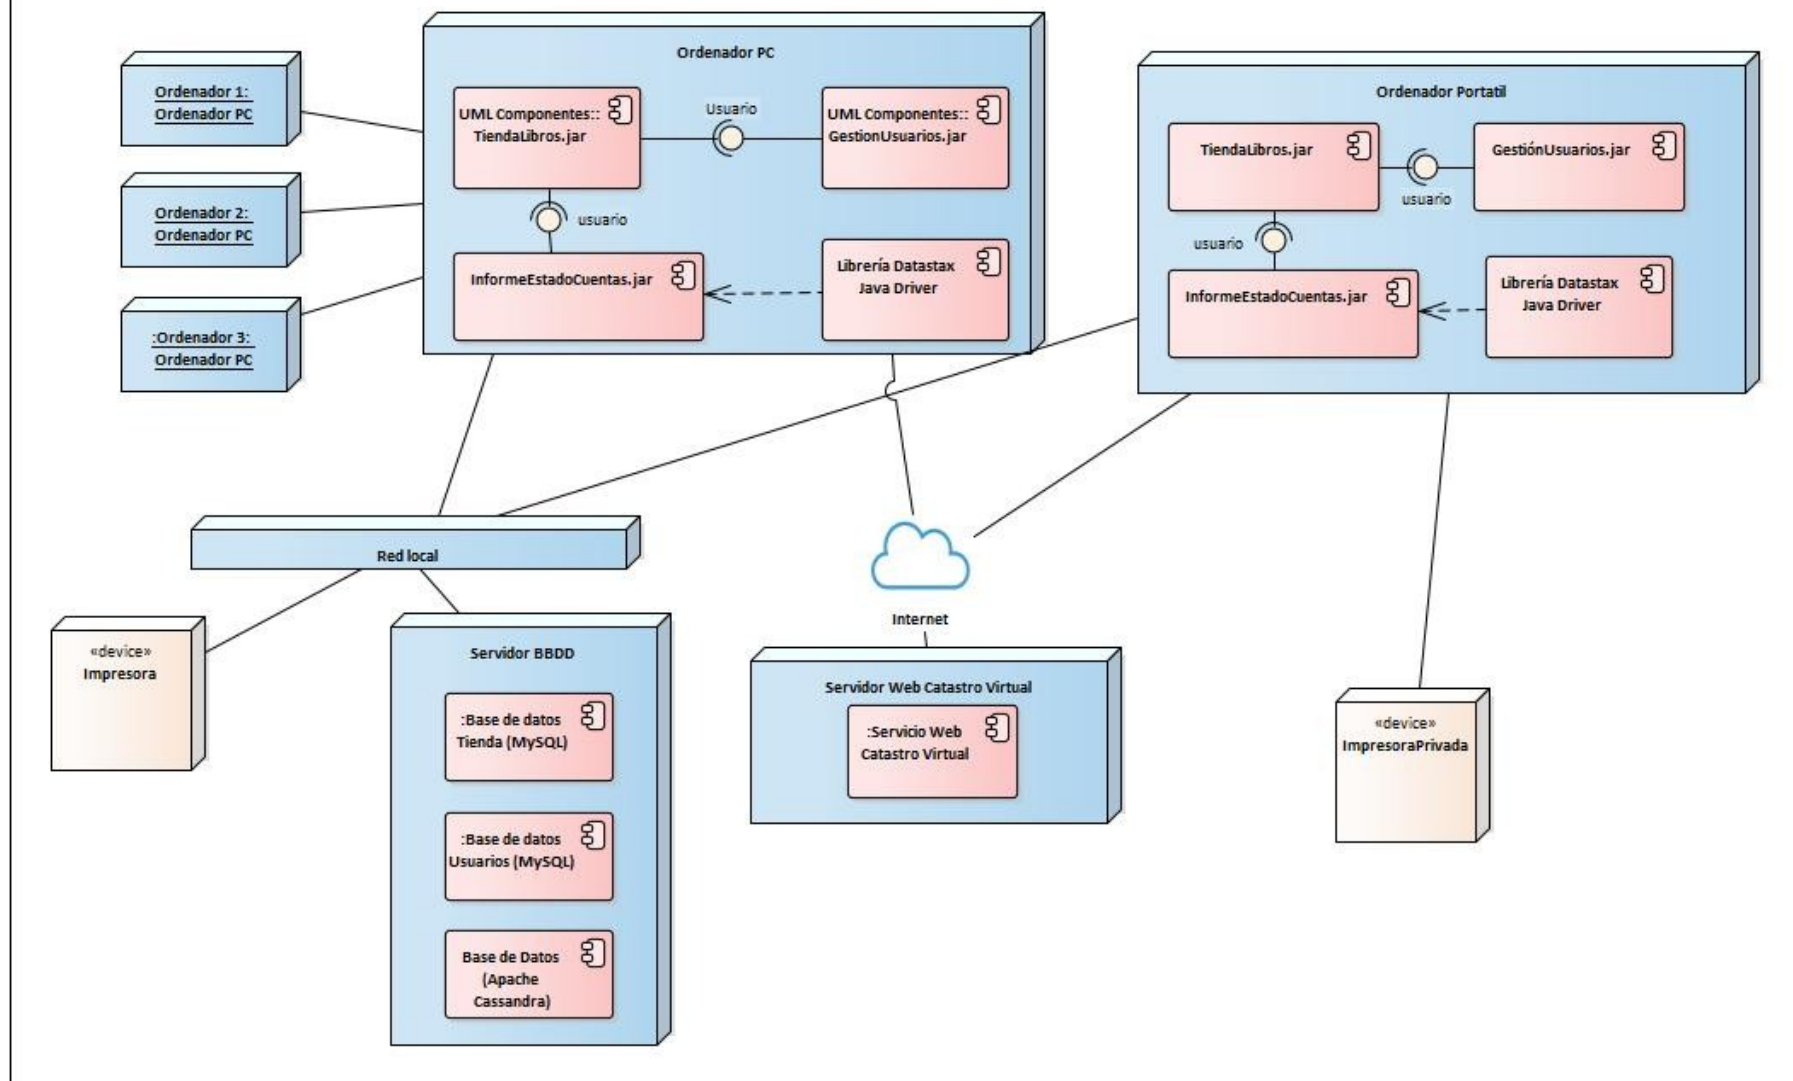 Ordenador 1:
Ordenador PC
Ordenador 2:
Ordenador PC
:Ordenador 3:
Ordenador PC
Ordenador PC
UML Componentes::
TiendaLibros.jar
Usuario
UML Componentes::
GestionUsuarios.jar
usuario
InformeEstadoCuentas.jar
Librería Datastax
Java Driver
Ordenador Portatil
TiendaLibros.jar
usuario
GestiónUsuarios.jar
usuario
InformeEstadoCuentas.jar
Librería Datastax
Java Driver
Red local
Internet
«device»
Impresora
Servidor BBDD
:Base de datos
Tienda (MySQL)
:Base de datos
Usuarios (MySQL)
Base de Datos
(Apache
Cassandra)
Servidor Web Catastro Virtual
:Servicio Web
Catastro Virtual
«device»
ImpresoraPrivada